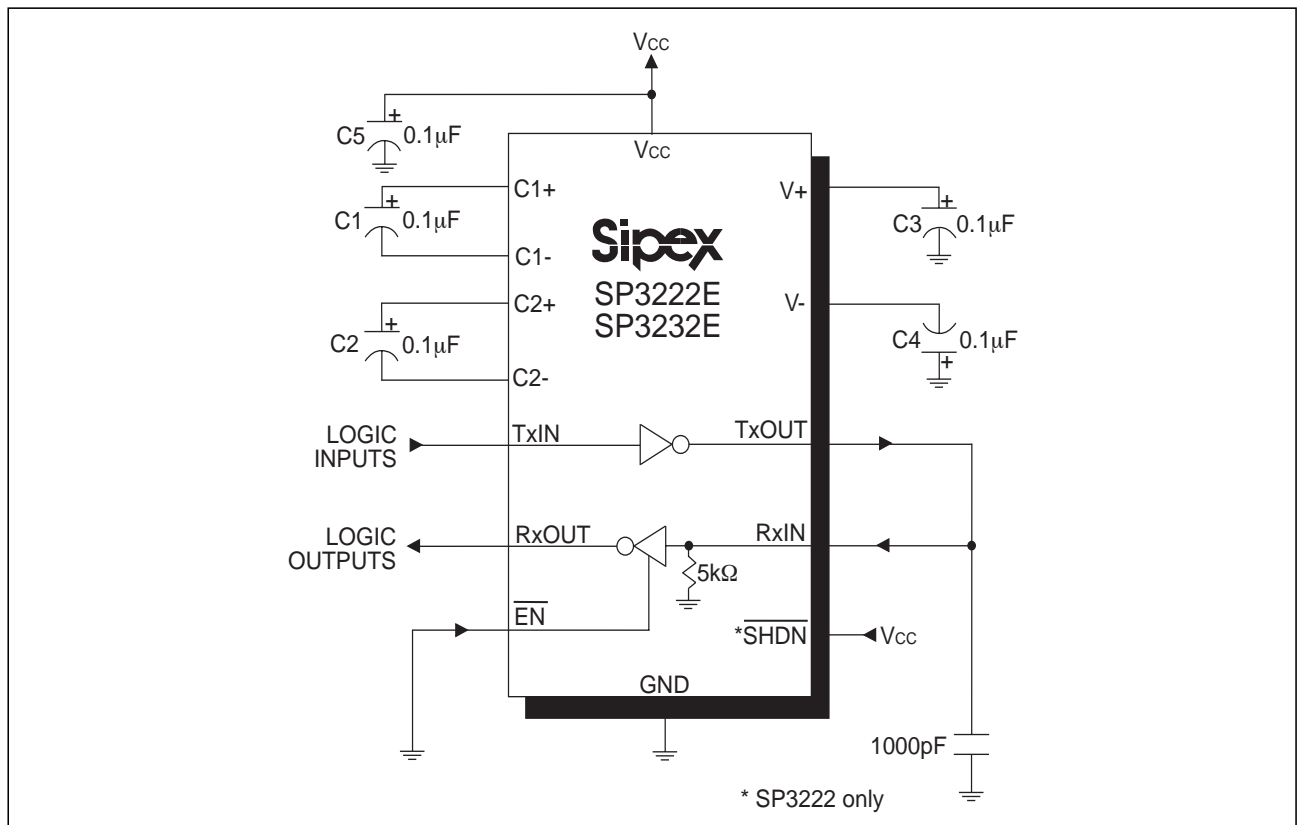 VCC
C5
+
0.1µF
VCC
C1+
V+
C1
+
0.1µF
C3
+
0.1µF
C1-
Sipex
SP3222E
SP3232E
C2+
V-
C2
+
0.1µF
C4
0.1µF
+
C2-
LOGIC
INPUTS
TxIN
TxOUT
LOGIC
OUTPUTS
RxOUT
RxIN
5kΩ
EN
*SHDN
VCC
GND
1000pF
* SP3222 only